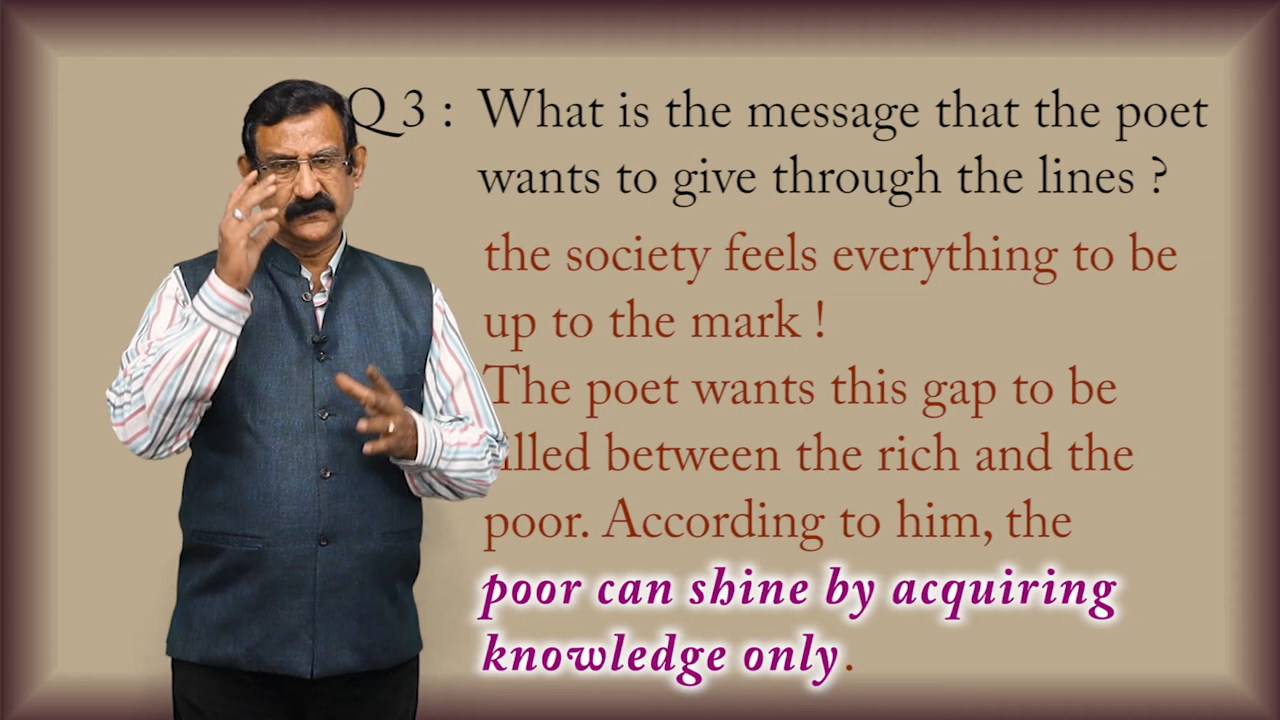 Q 3 : What is the message that the poet
wants to give through the lines ?
the society feels everything to be
up to the mark !
The poet wants this gap to be
filled between the rich and the
poor. According to him, the
poor can shine by acquiring
knowledge only.